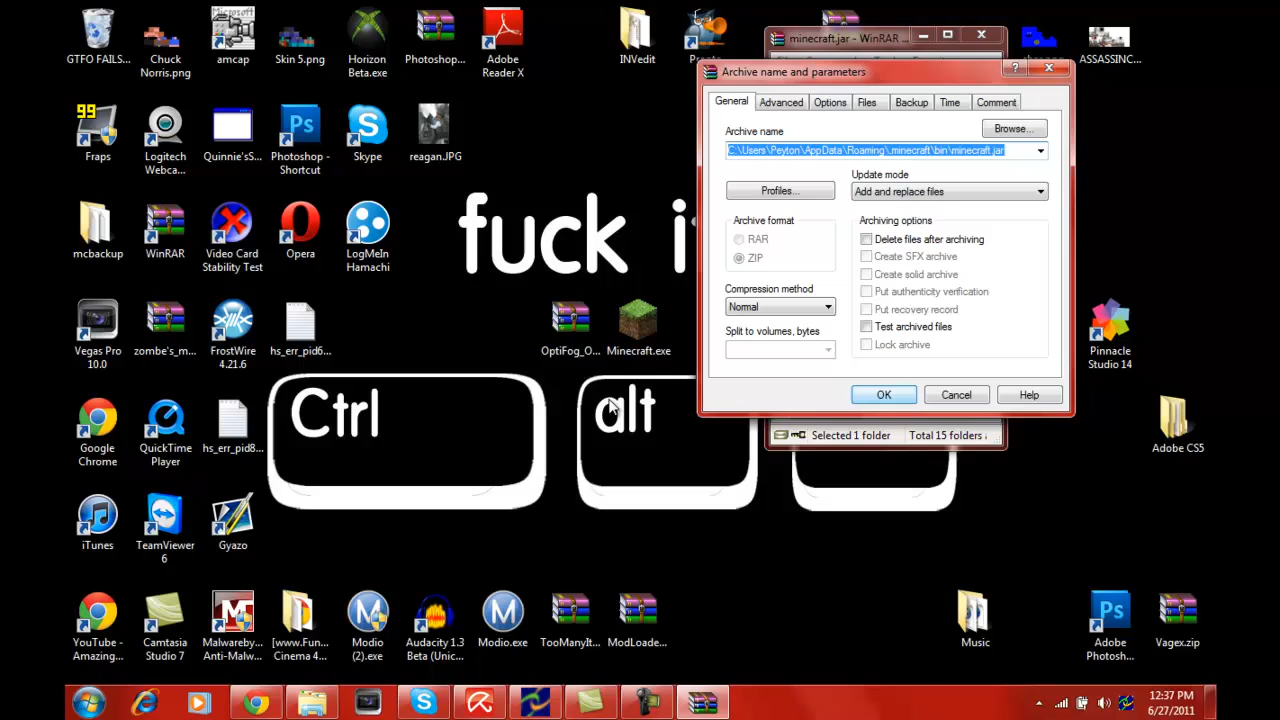 GTFO FAILS...
Chuck
Norris.png
Microsoft
amcap
Skin 5.png
Horizon
Beta.exe
Photoshop...
Adobe
Reader X
INVedit
ASSASSINC...
minecraft.jar - WinRAR ...
Archive name and parameters
General
Advanced
Options
Files
Backup
Time
Comment
Archive name
Browse...
C:\Users\Peyton\AppData\Roaming\.minecraft\bin\minecraft.jar
Update mode
Profiles...
Add and replace files
Archive format
RAR
ZIP
Archiving options
Delete files after archiving
Create SFX archive
Create solid archive
Put authenticity verification
Put recovery record
Test archived files
Lock archive
Compression method
Normal
Split to volumes, bytes
OK
Cancel
Help
Selected 1 folder
Total 15 folders
99
Fraps
Logitech
Webca...
Quinnie'sS...
Ps
Photoshop -
Shortcut
Skype
reagan.JPG
mcbackup
WinRAR
Video Card
Stability Test
Opera
LogMeIn
Hamachi
fuck i
Vegas Pro
10.0
zombe's_m...
FrostWire
4.21.6
hs_err_pid6...
OptiFog_O...
Minecraft.exe
Pinnacle
Studio 14
Ctrl
alt
Google
Chrome
QuickTime
Player
hs_err_pid8...
Adobe CS5
iTunes
TeamViewer
6
Gyazo
YouTube -
Amazing...
Camtasia
Studio 7
Malwareby...
Anti-Malw...
[www.Fun...
Cinema 4...
Modio
(2).exe
Audacity 1.3
Beta (Unic...
Modio.exe
TooManyIt...
ModLoade...
Music
Ps
Adobe
Photosh...
Vagex.zip
12:37 PM
6/27/2011